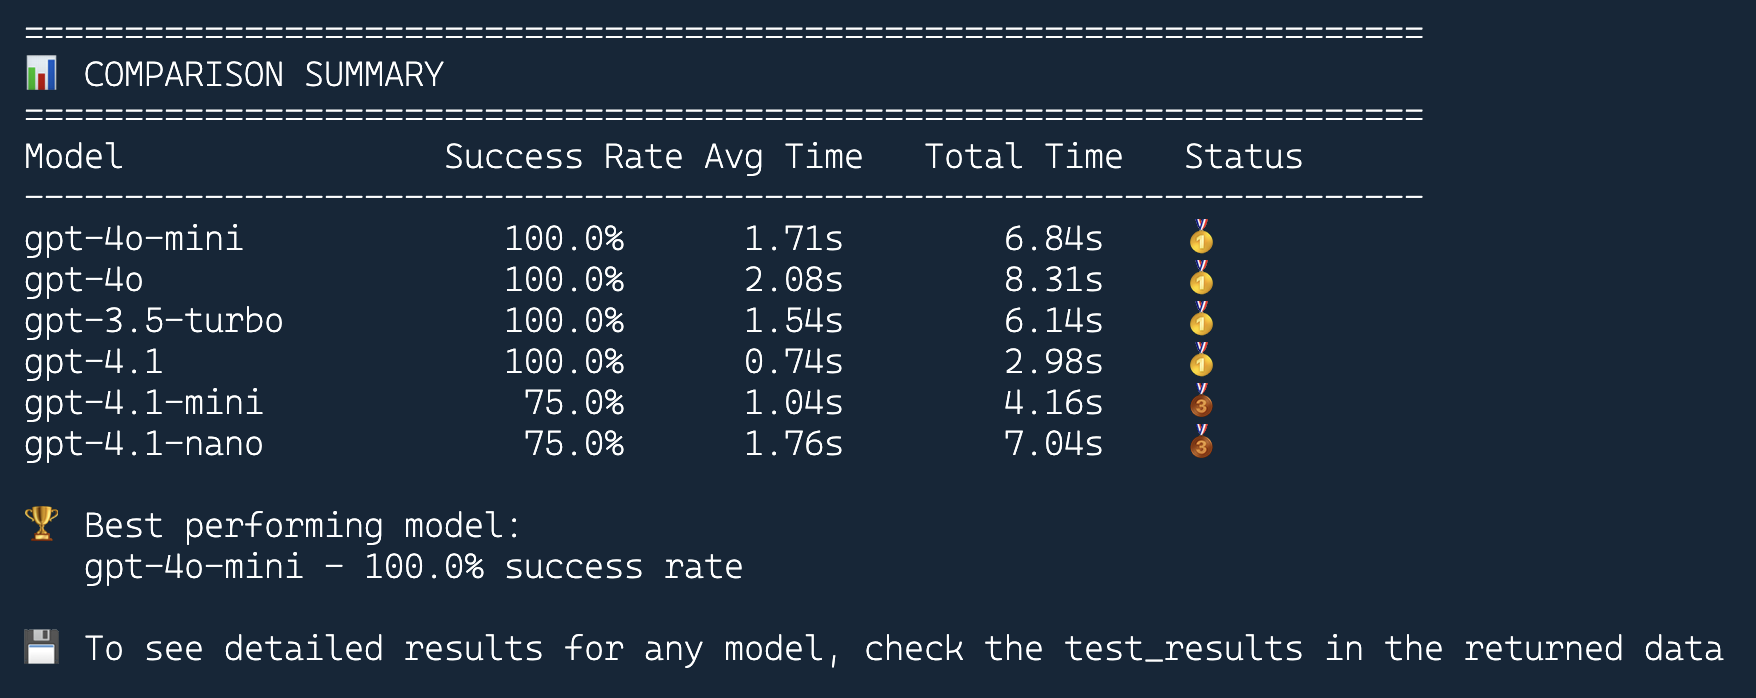 ======================================================================
📊 COMPARISON SUMMARY
======================================================================
Model                Success Rate Avg Time   Total Time   Status
----------------------------------------------------------------------
gpt-4o-mini             100.0%      1.71s        6.84s    🥇
gpt-4o                  100.0%      2.08s        8.31s    🥇
gpt-3.5-turbo           100.0%      1.54s        6.14s    🥇
gpt-4.1                 100.0%      0.74s        2.98s    🥇
gpt-4.1-mini             75.0%      1.04s        4.16s    🥉
gpt-4.1-nano             75.0%      1.76s        7.04s    🥉
🏆 Best performing model:
   gpt-4o-mini - 100.0% success rate
💾 To see detailed results for any model, check the test_results in the returned data